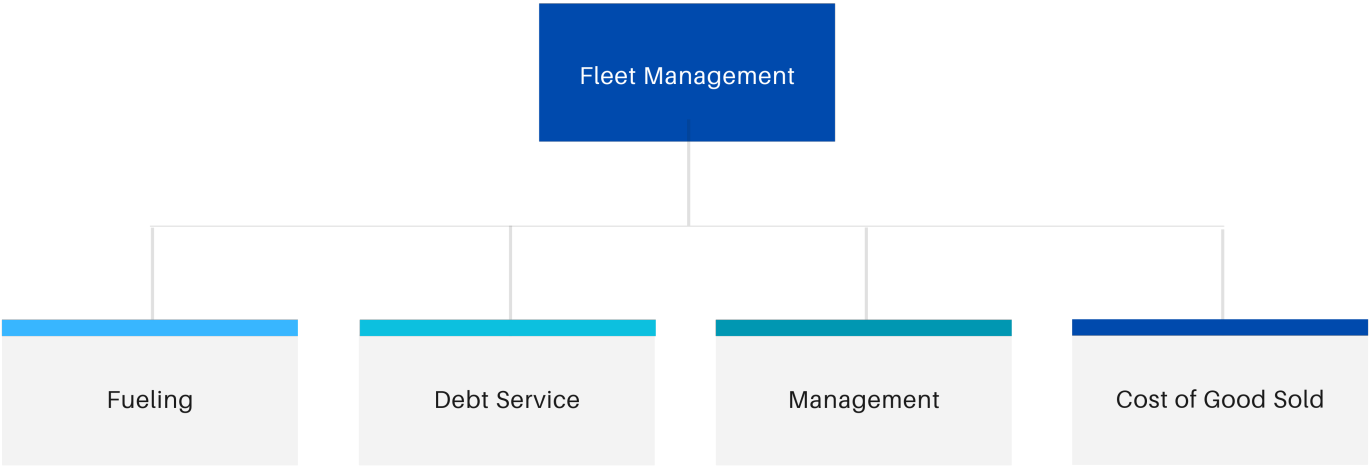 Fleet Management
Fueling
Debt Service
Management
Cost of Good Sold